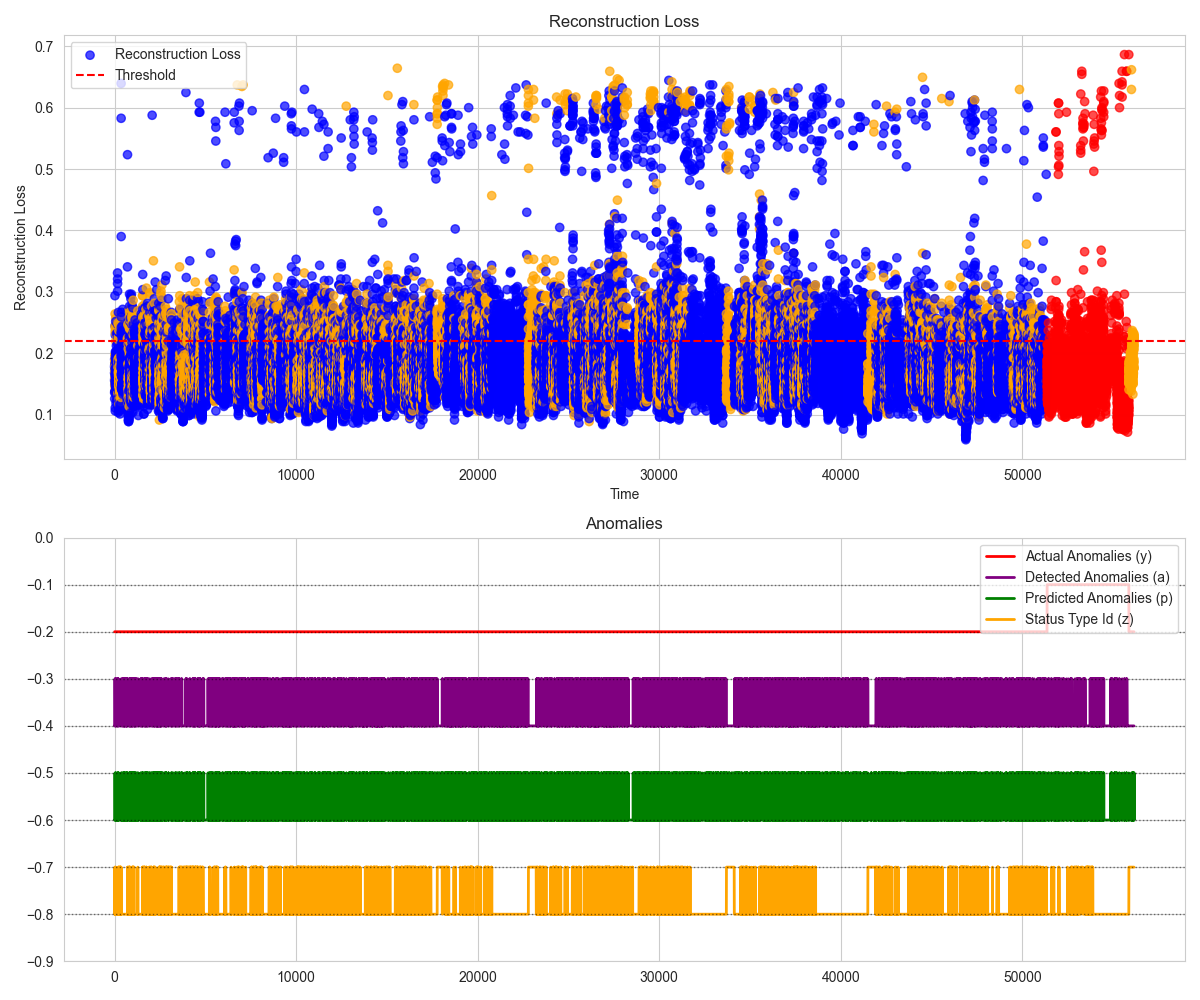 Reconstruction Loss
Reconstruction Loss
Threshold
Reconstruction Loss
0.7
0.6
0.5
0.4
0.3
0.2
0.1
0 10000 20000 30000 40000 50000
Time
Anomalies
Actual Anomalies (y)
Detected Anomalies (a)
Predicted Anomalies (p)
Status Type Id (z)
0.0
−0.1
−0.2
−0.3
−0.4
−0.5
−0.6
−0.7
−0.8
−0.9
0 10000 20000 30000 40000 50000